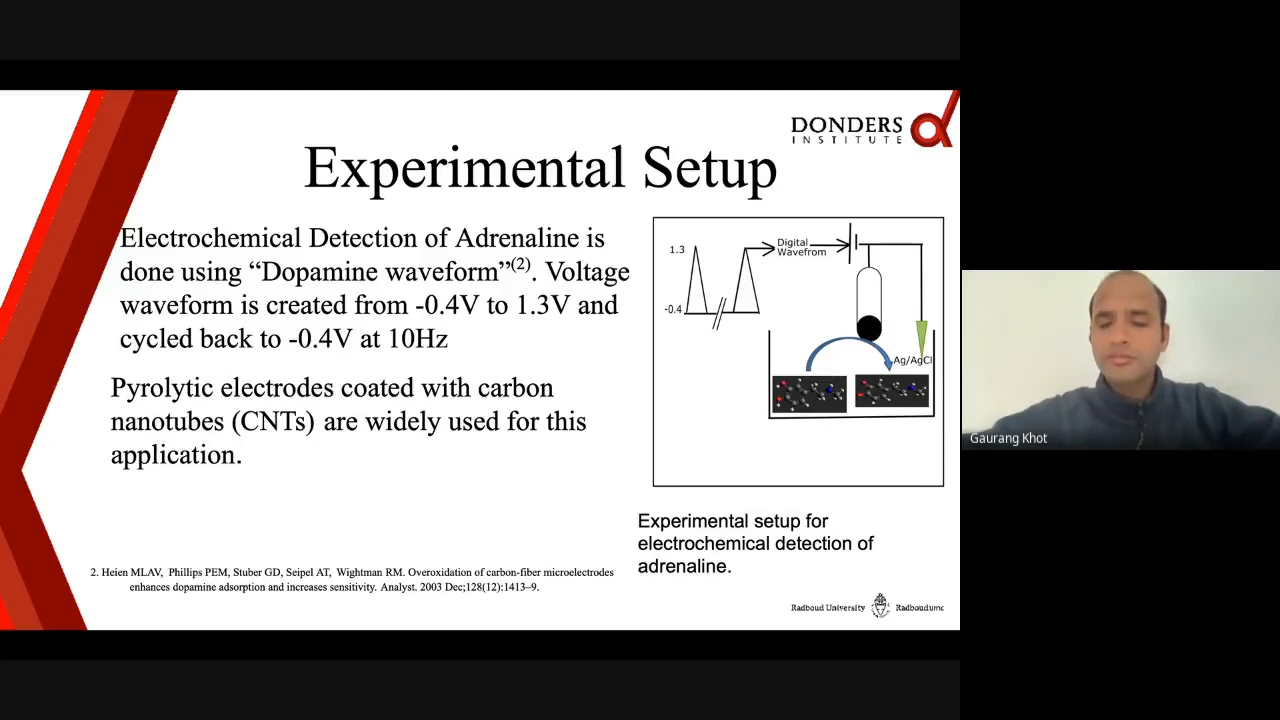 DONDERS
INSTITUTE
Experimental Setup
Electrochemical Detection of Adrenaline is
done using “Dopamine waveform”(2). Voltage
waveform is created from -0.4V to 1.3V and
cycled back to -0.4V at 10Hz
Pyrolytic electrodes coated with carbon
nanotubes (CNTs) are widely used for this
application.
1.3
-0.4
Digital
Wavefrom
Ag/AgCl
Experimental setup for
electrochemical detection of
adrenaline.
2. Heien MLAV, Phillips PEM, Stuber GD, Seipel AT, Wightman RM. Overoxidation of carbon-fiber microelectrodes
enhances dopamine adsorption and increases sensitivity. Analyst. 2003 Dec;128(12):1413–9.
Radboud University
Radboudumc
Gaurang Khot